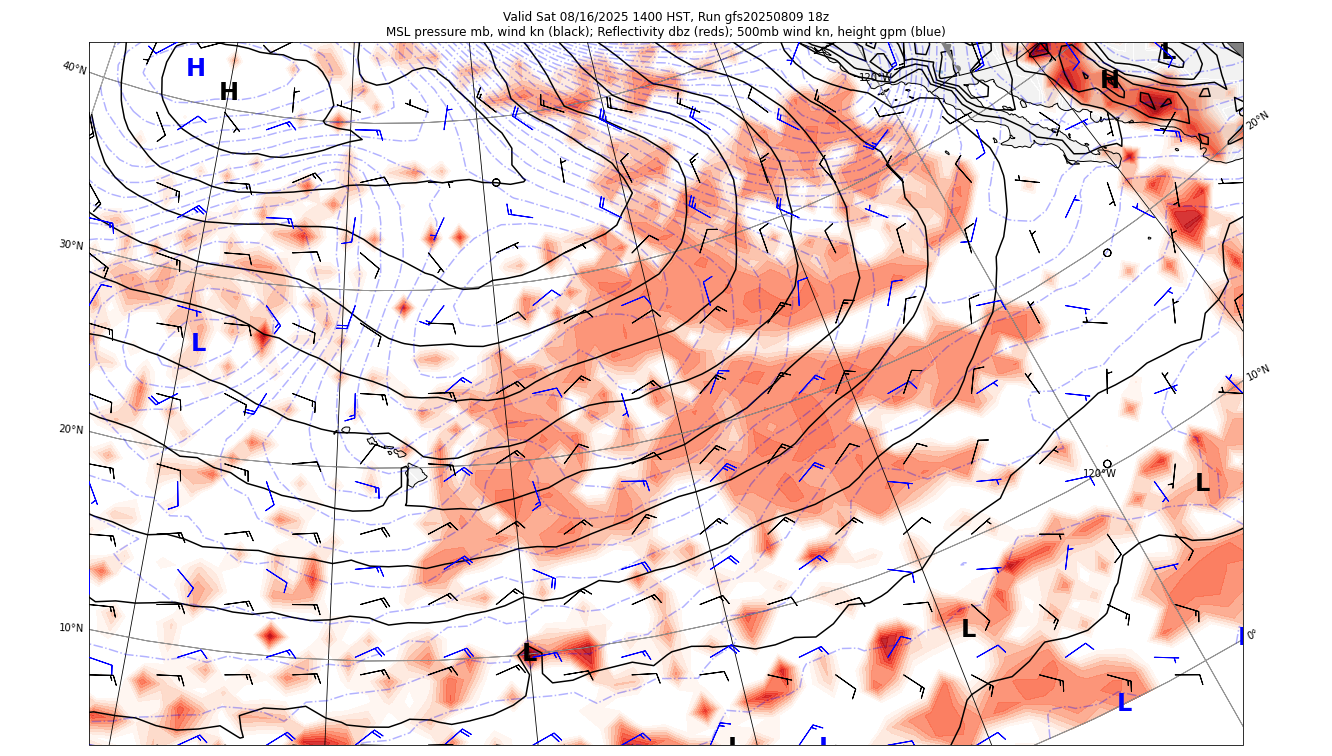 Valid Sat 08/16/2025 1400 HST, Run gfs20250809 18z
MSL pressure mb, wind kn (black); Reflectivity dbz (reds); 500mb wind kn, height gpm (blue)
H
H
L
H
40°N
120°W
20°N
30°N
L
10°N
20°N
120°W
L
10°N
L
0°
L
L
L
L